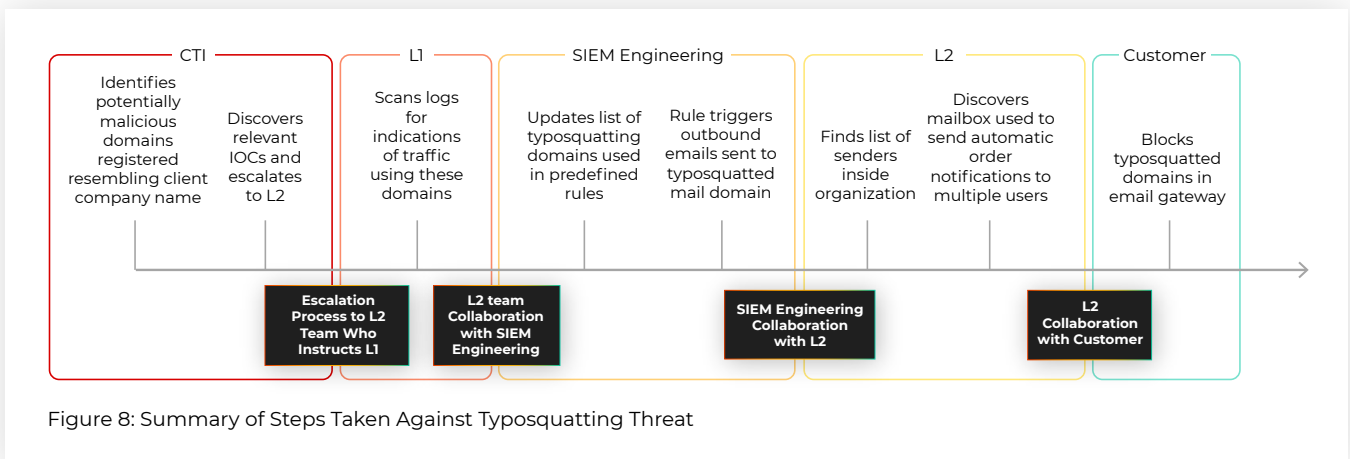 CTI
Identifies
potentially
malicious
domains
registered
resembling client
company name
Discovers
relevant
IOCs and
escalates
to L2
L1
Scans logs
for
indications
of traffic
using these
domains
SIEM Engineering
Updates list of
typosquatting
domains used
in predefined
rules
Rule triggers
outbound
emails sent to
typosquatted
mail domain
L2
Finds list of
senders
inside
organization
Discovers
mailbox used to
send automatic
order
notifications to
multiple users
Customer
Blocks
typosquatted
domains in
email gateway
Escalation
Process to L2
Team Who
Instructs L1
L2 team
Collaboration
with SIEM
Engineering
SIEM Engineering
Collaboration
with L2
L2
Collaboration
with Customer
Figure 8: Summary of Steps Taken Against Typosquatting Threat